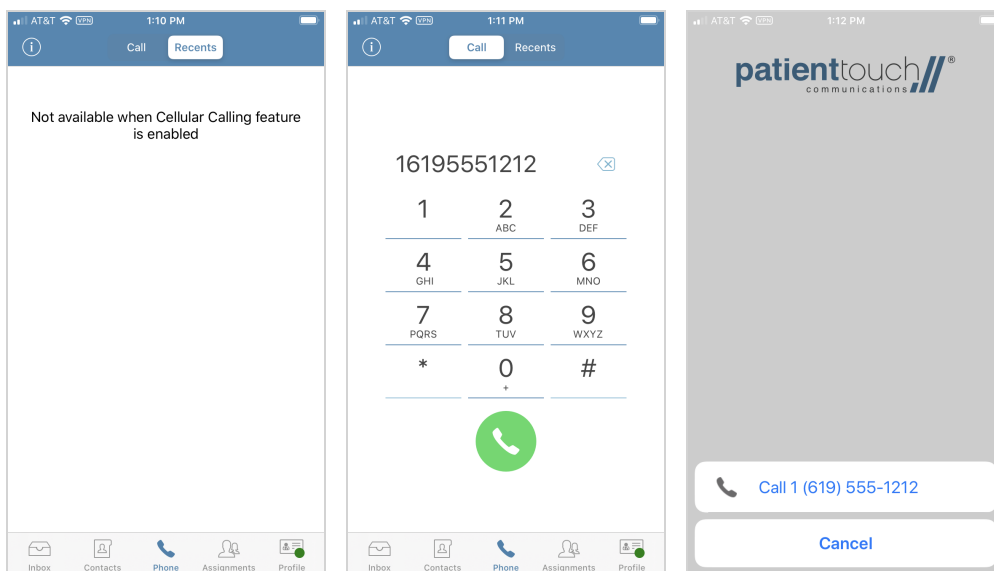 AT&T VPN 1:10 PM
i Call Recents
Not available when Cellular Calling feature
is enabled
Inbox Contacts Phone Assignments Profile
AT&T VPN 1:11 PM
i Call Recents
16195551212
1 2 3
ABC DEF
4 5 6
GHI JKL MNO
7 8 9
PQRS TUV WXYZ
* 0 #
+
Inbox Contacts Phone Assignments Profile
AT&T VPN 1:12 PM
patienttouch®
communications
Call 1 (619) 555-1212
Cancel